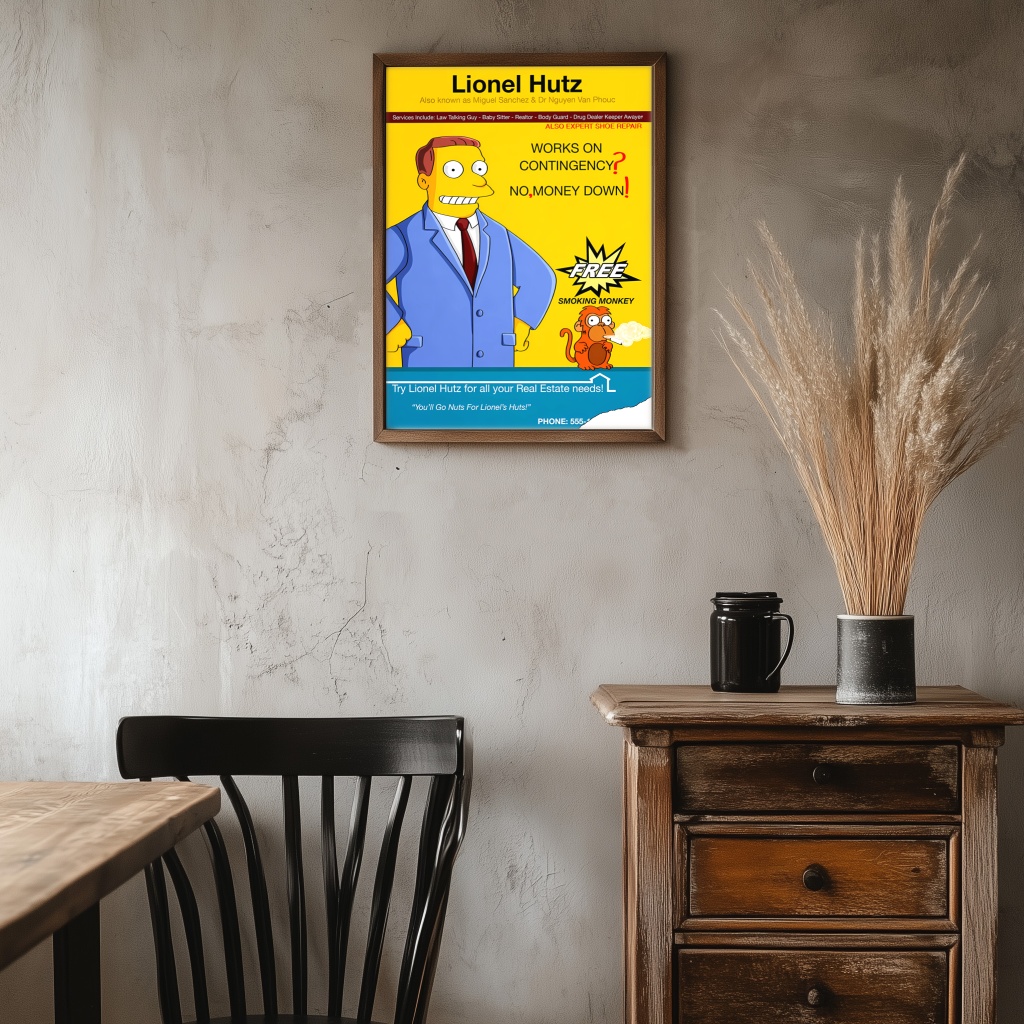 Lionel Hutz
Also known as Miguel Sanchez & Dr Nguyen Van Phouc
Services Include: Law Talking Guy - Baby Sitter - Realtor - Body Guard - Drug Dealer Keeper Awayer
ALSO EXPERT SHOE REPAIR
WORKS ON
CONTINGENCY?
NO,MONEY DOWN!
FREE
SMOKING MONKEY
Try Lionel Hutz for all your Real Estate needs!
"You'll Go Nuts For Lionel's Huts!"
PHONE: 555-